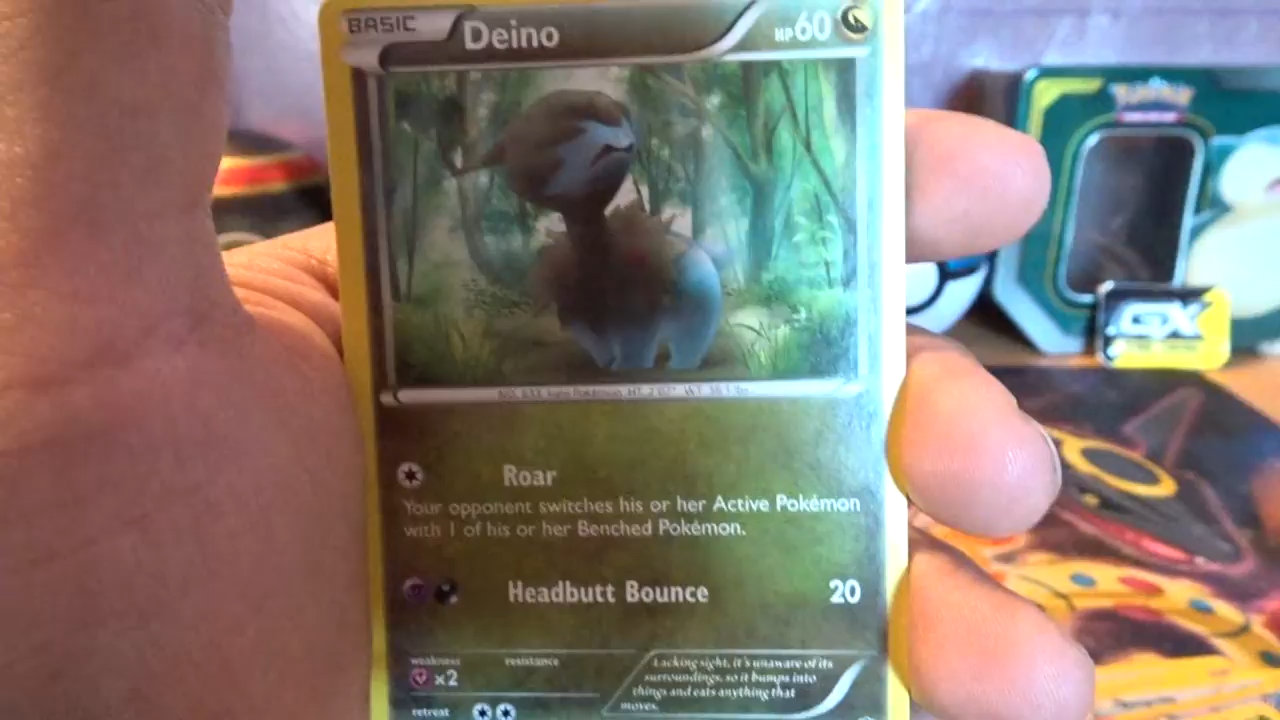 BASIC
Deino
HP60
Pokémon
GX
Roar
Your opponent switches his or her Active Pokémon
with 1 of his or her Benched Pokémon.
Headbutt Bounce 20
weakness resistance
x2
Lacking sight, it's unaware of its
surroundings, so it bumps into
things and eats anything that
moves.
retreat